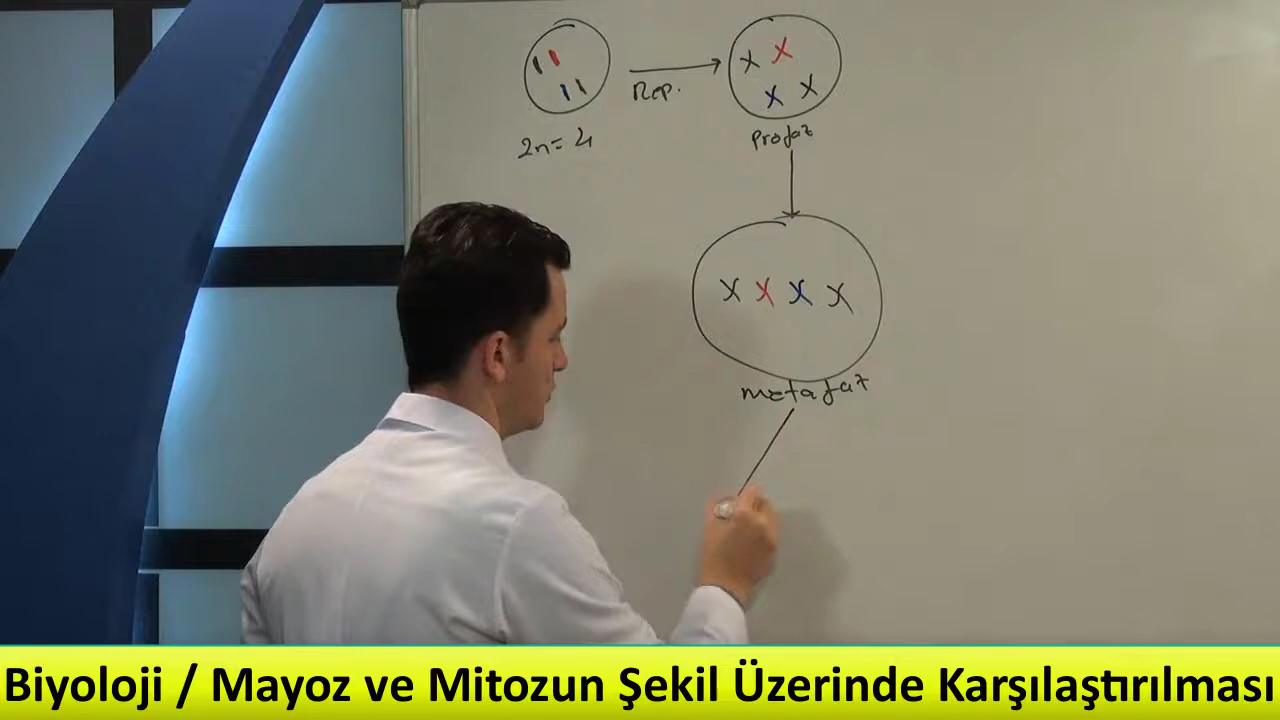 Rep.
2n=4
Profaz
metafaz
Biyoloji / Mayoz ve Mitozun Şekil Üzerinde Karşılaştırılması